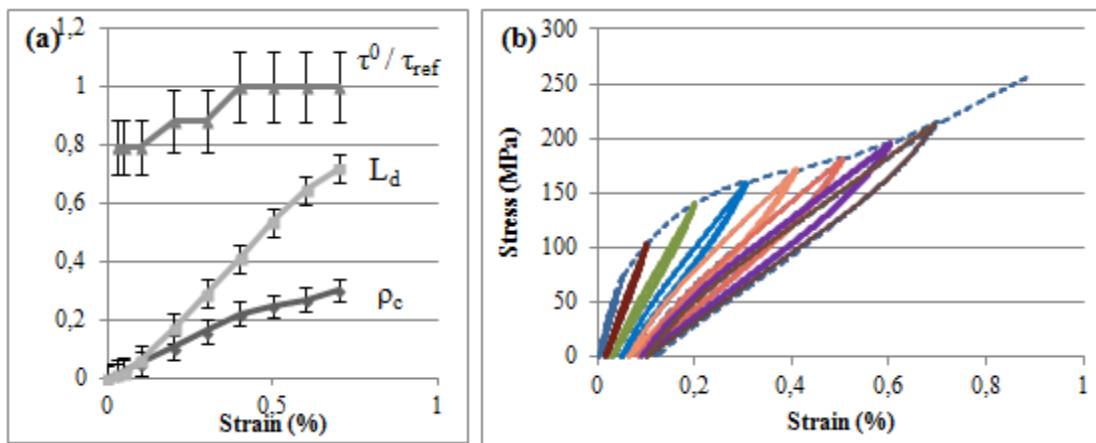 (a)
1,2
1
0,8
0,6
0,4
0,2
0
τ⁰ / τref
Ld
ρc
0
0,5
1
Strain (%)
(b)
300
250
200
150
100
50
0
Stress (MPa)
0
0,2
0,4
0,6
0,8
1
Strain (%)